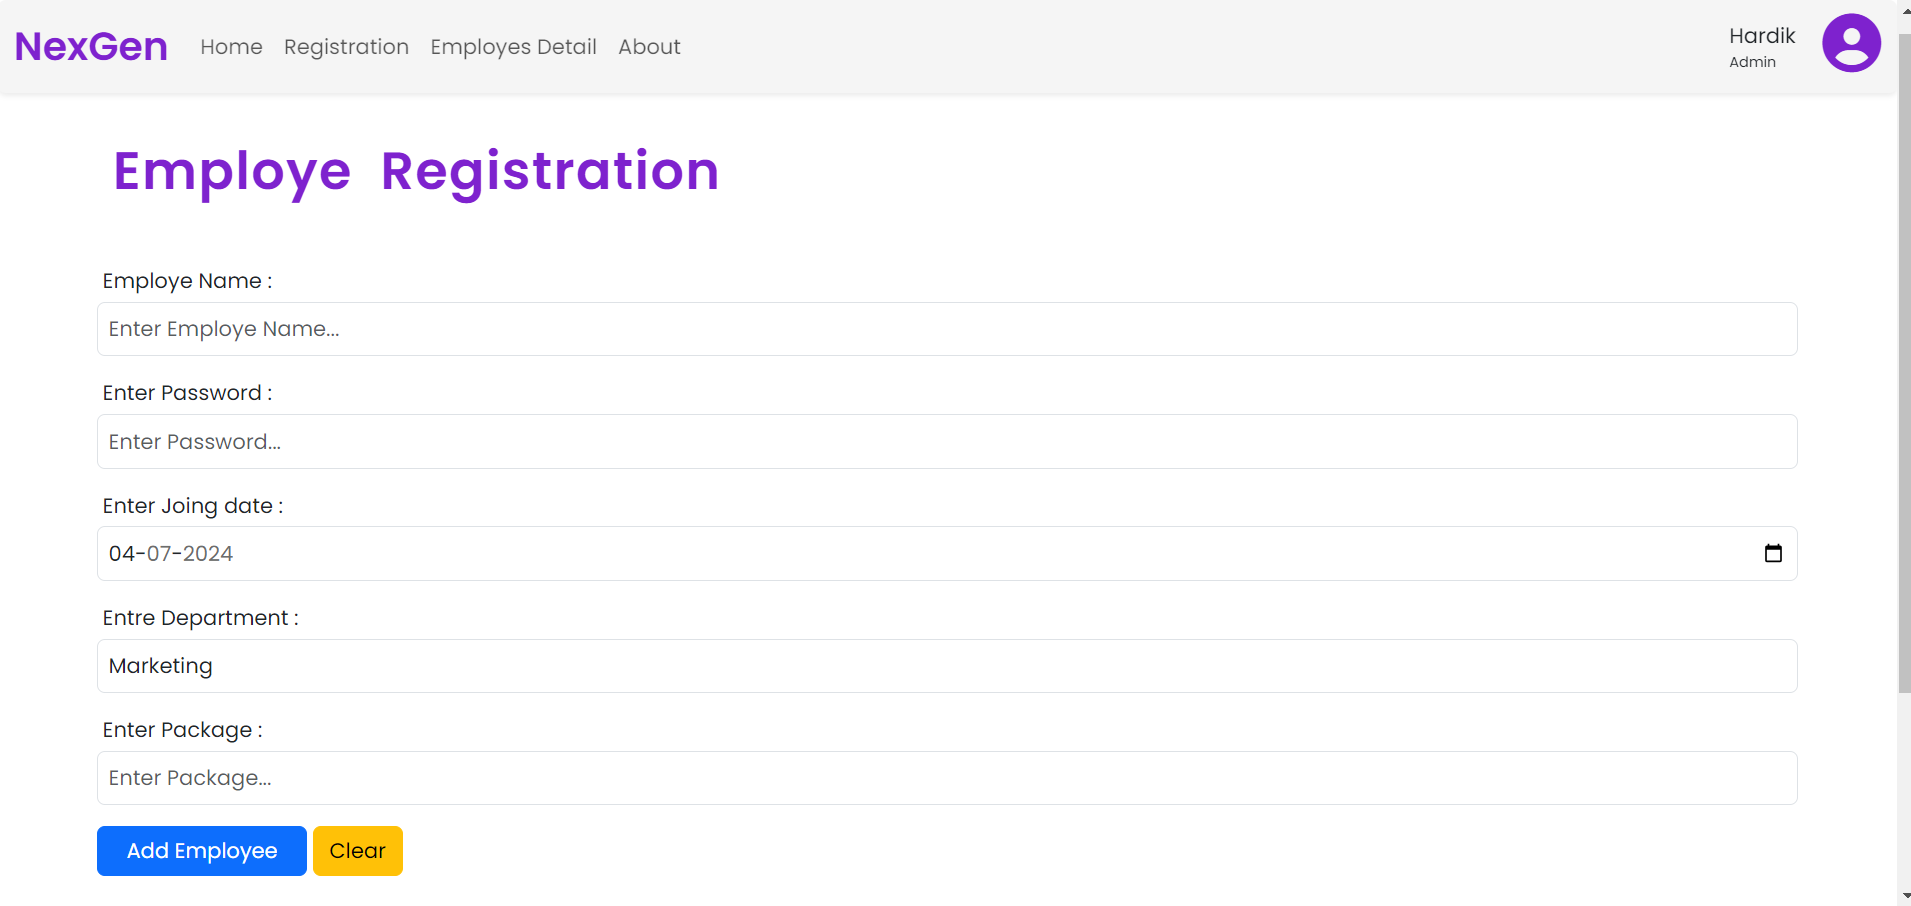 NexGen Home Registration Employes Detail About
Hardik
Admin
Employe Registration
Employe Name :
Enter Employe Name...
Enter Password :
Enter Password...
Enter Joing date :
04-07-2024
Entre Department :
Marketing
Enter Package :
Enter Package...
Add Employee Clear